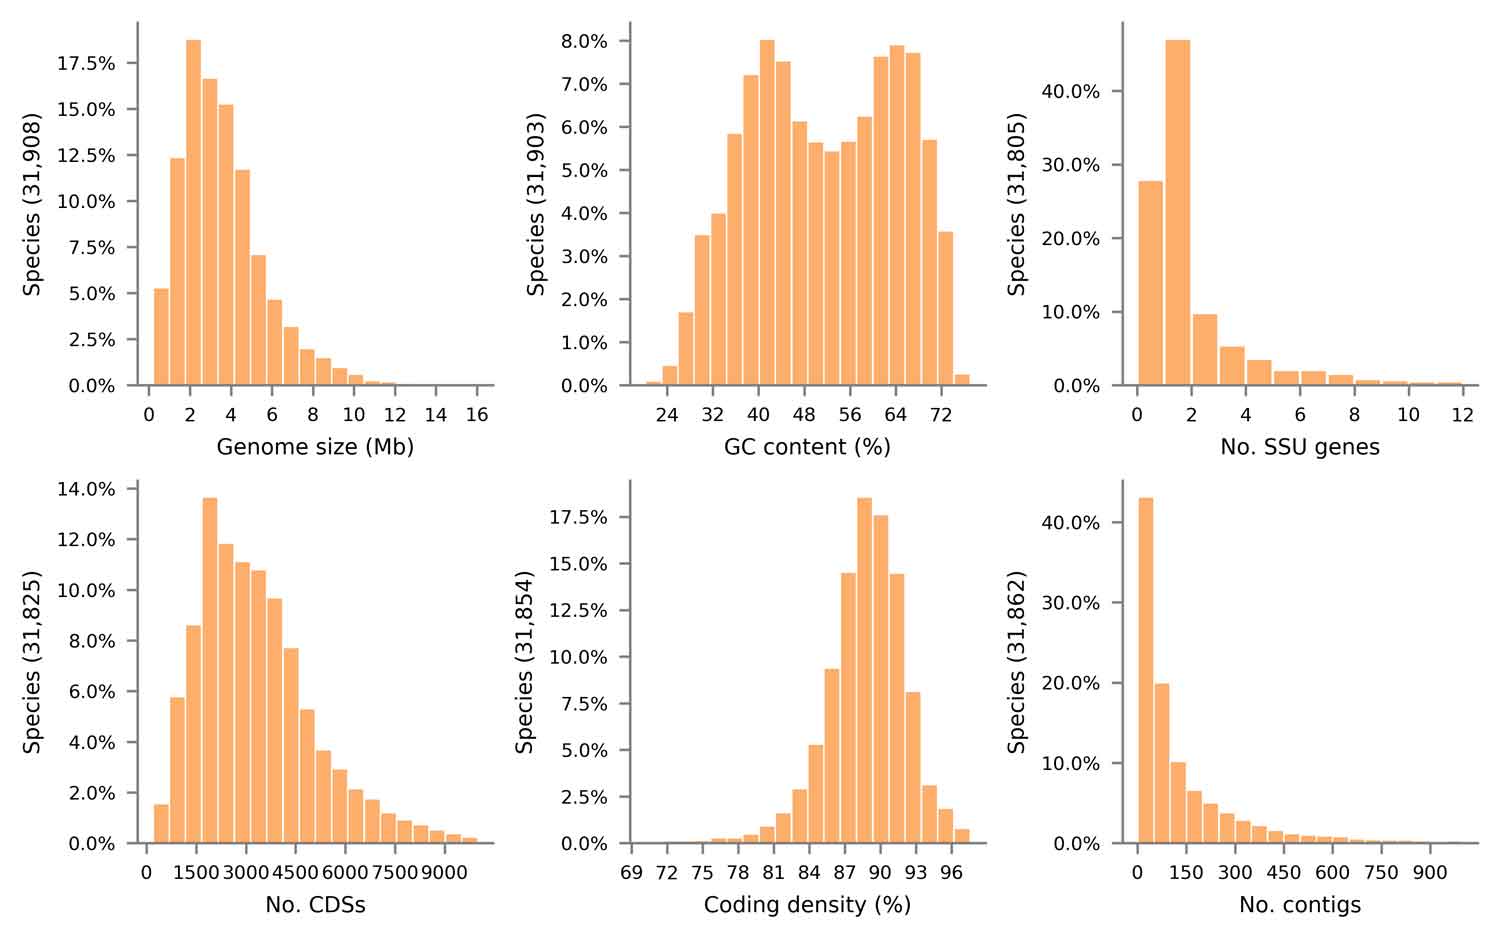 Species (31,908)
17.5%
15.0%
12.5%
10.0%
7.5%
5.0%
2.5%
0.0%
0 2 4 6 8 10 12 14 16
Genome size (Mb)
Species (31,903)
8.0%
7.0%
6.0%
5.0%
4.0%
3.0%
2.0%
1.0%
0.0%
24 32 40 48 56 64 72
GC content (%)
Species (31,805)
40.0%
30.0%
20.0%
10.0%
0.0%
0 2 4 6 8 10 12
No. SSU genes
Species (31,825)
14.0%
12.0%
10.0%
8.0%
6.0%
4.0%
2.0%
0.0%
0 1500 3000 4500 6000 7500 9000
No. CDSs
Species (31,854)
17.5%
15.0%
12.5%
10.0%
7.5%
5.0%
2.5%
0.0%
69 72 75 78 81 84 87 90 93 96
Coding density (%)
Species (31,862)
40.0%
30.0%
20.0%
10.0%
0.0%
0 150 300 450 600 750 900
No. contigs